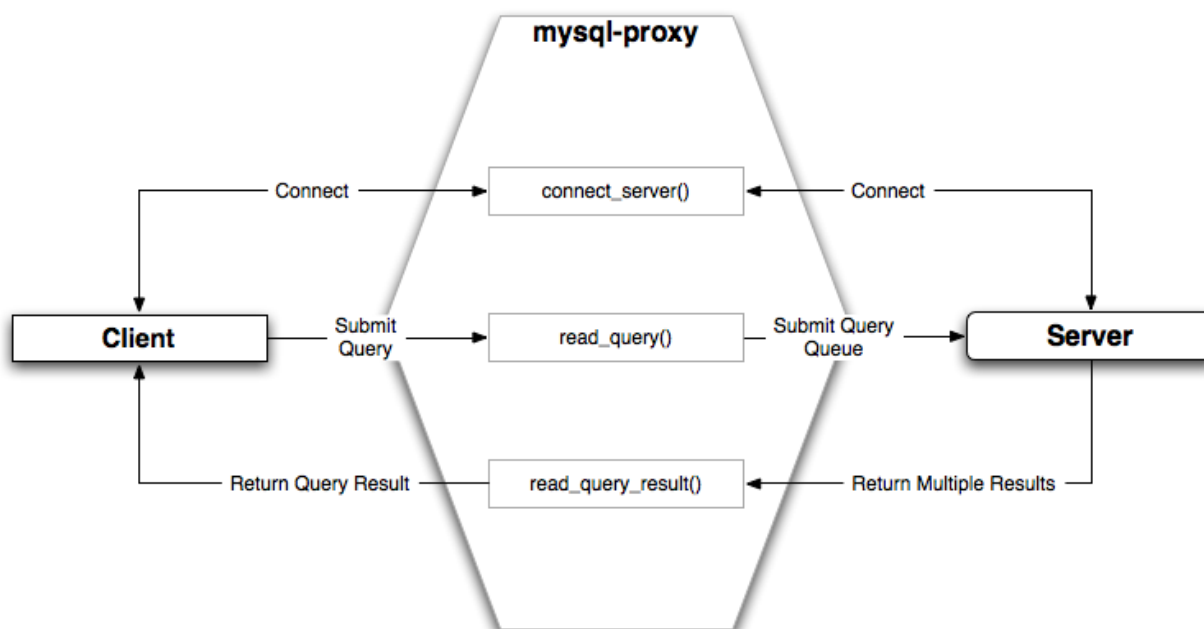 mysql-proxy
Connect
connect_server()
Connect
Client
Submit
Query
read_query()
Submit Query
Queue
Server
Return Query Result
read_query_result()
Return Multiple Results